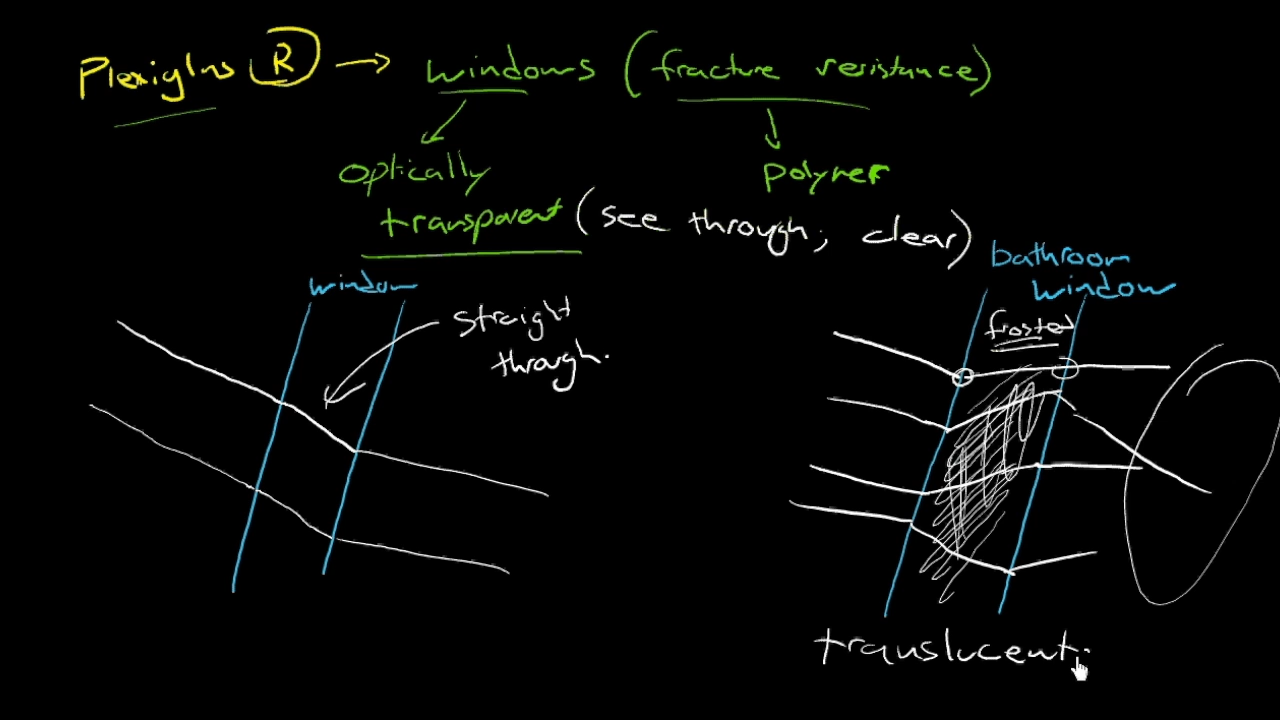 Plexiglas Ⓡ → windows (fracture resistance)
optically
transparent (see through, clear)
polymer
window
straight
through.
bathroom
window
frosted
translucent.